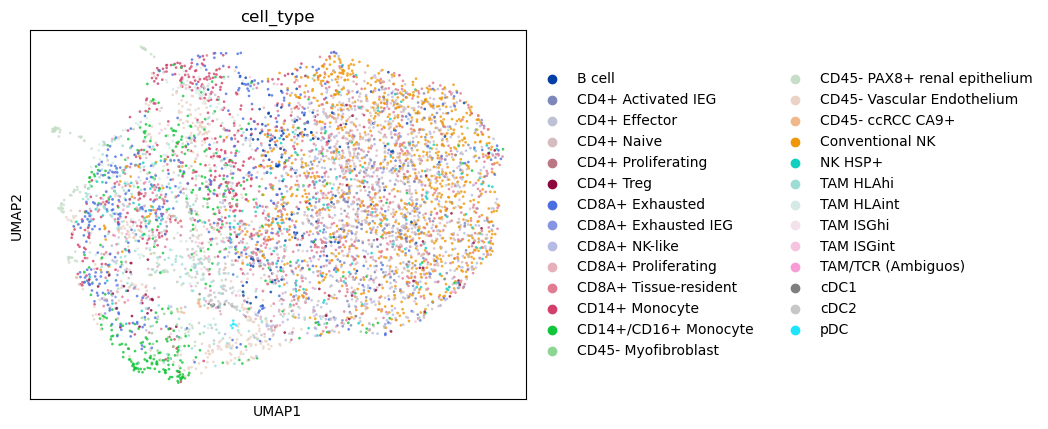 cell_type
UMAP2
UMAP1
B cell
CD4+ Activated IEG
CD4+ Effector
CD4+ Naive
CD4+ Proliferating
CD4+ Treg
CD8A+ Exhausted
CD8A+ Exhausted IEG
CD8A+ NK-like
CD8A+ Proliferating
CD8A+ Tissue-resident
CD14+ Monocyte
CD14+/CD16+ Monocyte
CD45- Myofibroblast
CD45- PAX8+ renal epithelium
CD45- Vascular Endothelium
CD45- ccRCC CA9+
Conventional NK
NK HSP+
TAM HLAhi
TAM HLAint
TAM ISGhi
TAM ISGint
TAM/TCR (Ambiguos)
cDC1
cDC2
pDC